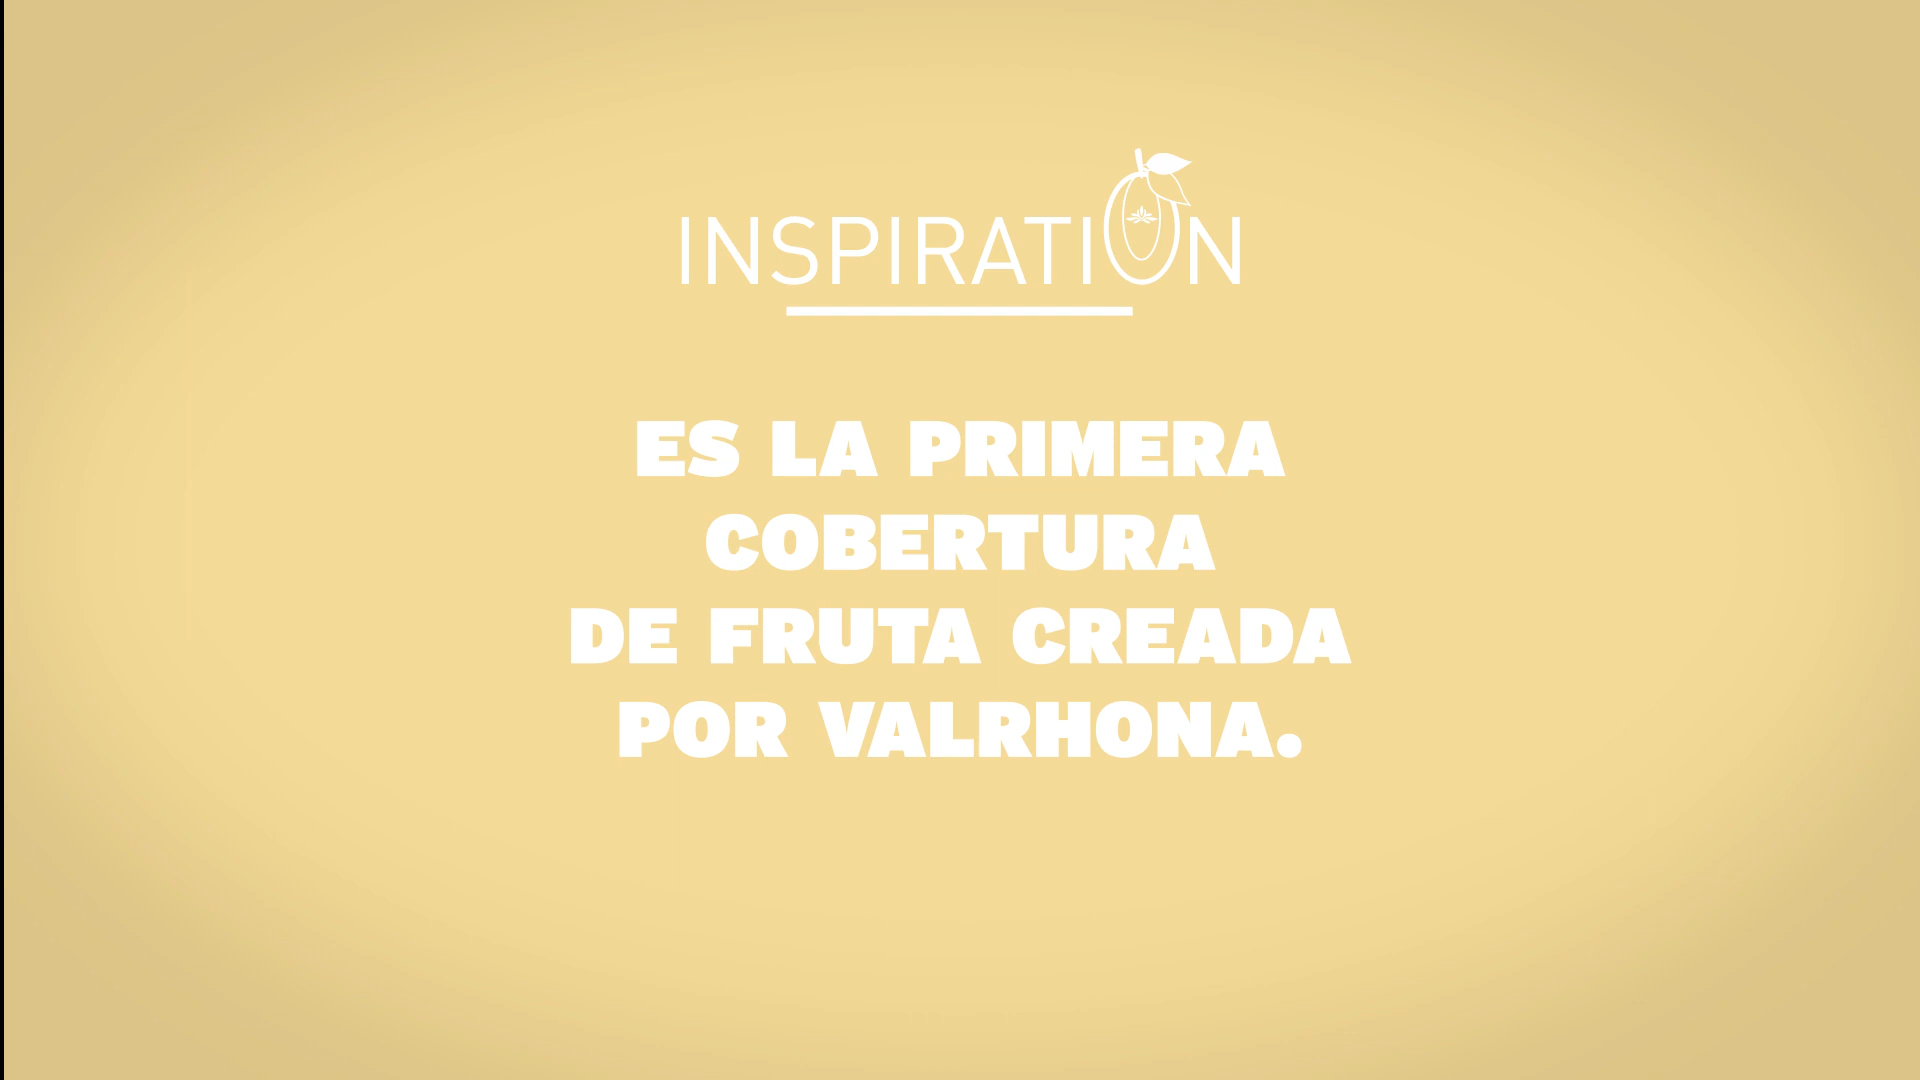 INSPIRATION
ES LA PRIMERA
COBERTURA
DE FRUTA CREADA
POR VALRHONA.